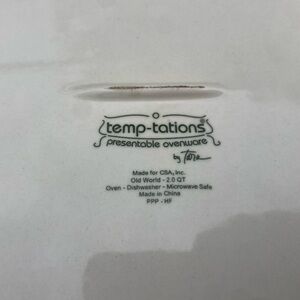 temp-tations®
presentable ovenware
by Tara
Made for CSA, Inc.
Old World - 2.0 QT
Oven - Dishwasher - Microwave Safe
Made in China
PPP - HF